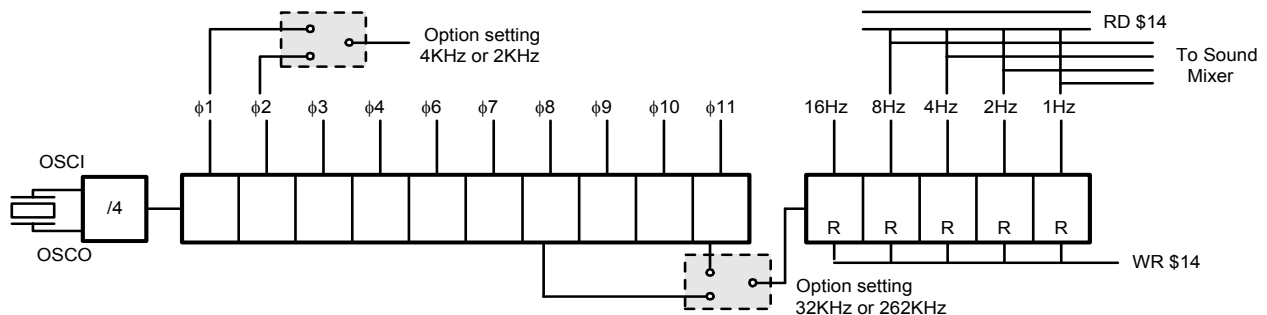 RD $14
Option setting
4KHz or 2KHz
To Sound
Mixer
ϕ1 ϕ2 ϕ3 ϕ4 ϕ6 ϕ7 ϕ8 ϕ9 ϕ10 ϕ11 16Hz 8Hz 4Hz 2Hz 1Hz
OSCI
/4
OSCO
R R R R R
WR $14
Option setting
32KHz or 262KHz